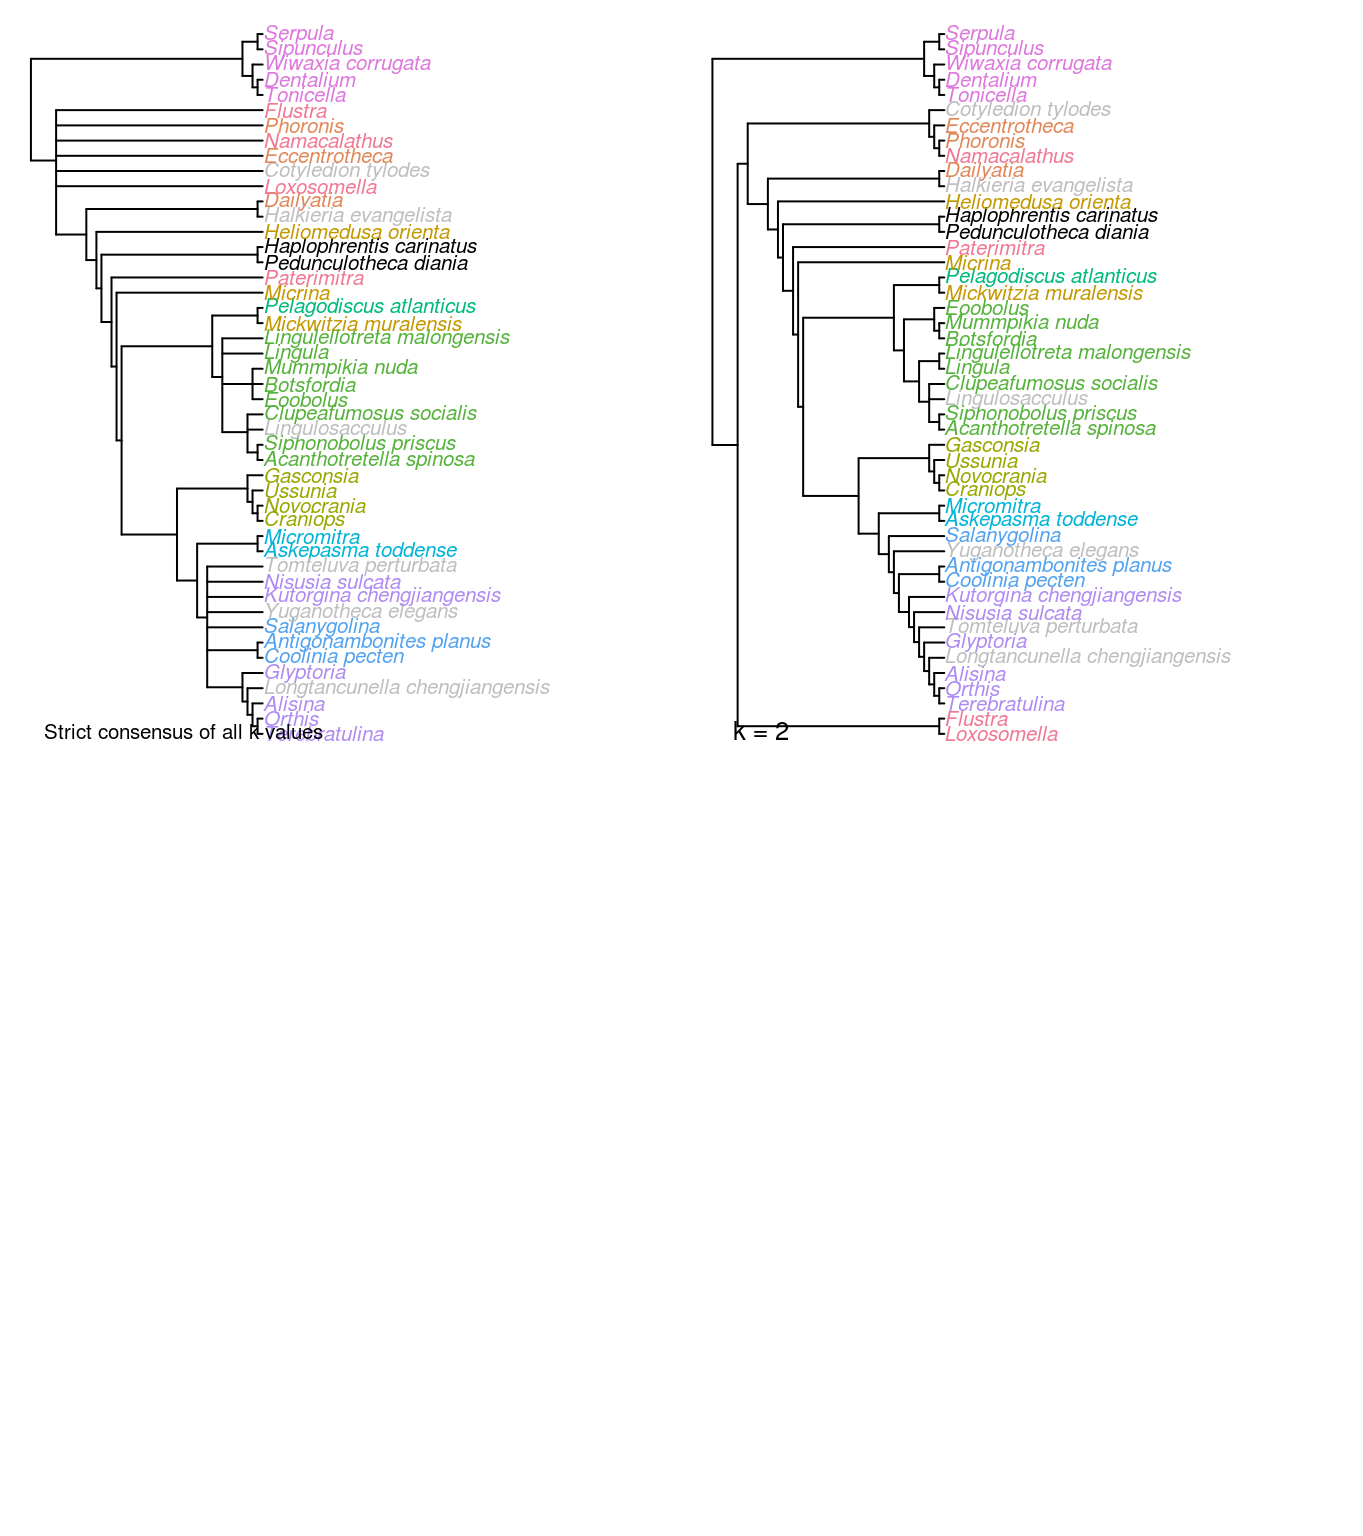 Serpula
Sipunculus
Wiwaxia corrugata
Dentalium
Tonicella
Flustra
Phoronis
Namacalathus
Eccentrotheca
Cotyledion tylodes
Loxosomella
Dailyatia
Halkieria evangelista
Heliomedusa orienta
Haplophrentis carinatus
Pedunculotheca diania
Paterimitra
Micrina
Pelagodiscus atlanticus
Mickwitzia muralensis
Lingulellotreta malongensis
Lingula
Mummpikia nuda
Botsfordia
Eoobolus
Clupeafumosus socialis
Lingulosacculus
Siphonobolus priscus
Acanthotretella spinosa
Gasconsia
Ussunia
Novocrania
Craniops
Micromitra
Askepasma toddense
Tomteluva perturbata
Nisusia sulcata
Kutorgina chengjiangensis
Yuganotheca elegans
Salanygolina
Antigonambonites planus
Coolinia pecten
Glyptoria
Longtancunella chengjiangensis
Alisina
Orthis
Terebratulina
Strict consensus of all k values
Serpula
Sipunculus
Wiwaxia corrugata
Dentalium
Tonicella
Cotyledion tylodes
Eccentrotheca
Phoronis
Namacalathus
Dailyatia
Halkieria evangelista
Heliomedusa orienta
Haplophrentis carinatus
Pedunculotheca diania
Paterimitra
Micrina
Pelagodiscus atlanticus
Mickwitzia muralensis
Eoobolus
Mummpikia nuda
Botsfordia
Lingulellotreta malongensis
Lingula
Clupeafumosus socialis
Lingulosacculus
Siphonobolus priscus
Acanthotretella spinosa
Gasconsia
Ussunia
Novocrania
Craniops
Micromitra
Askepasma toddense
Salanygolina
Yuganotheca elegans
Antigonambonites planus
Coolinia pecten
Kutorgina chengjiangensis
Nisusia sulcata
Tomteluva perturbata
Glyptoria
Longtancunella chengjiangensis
Alisina
Orthis
Terebratulina
Flustra
Loxosomella
k = 2